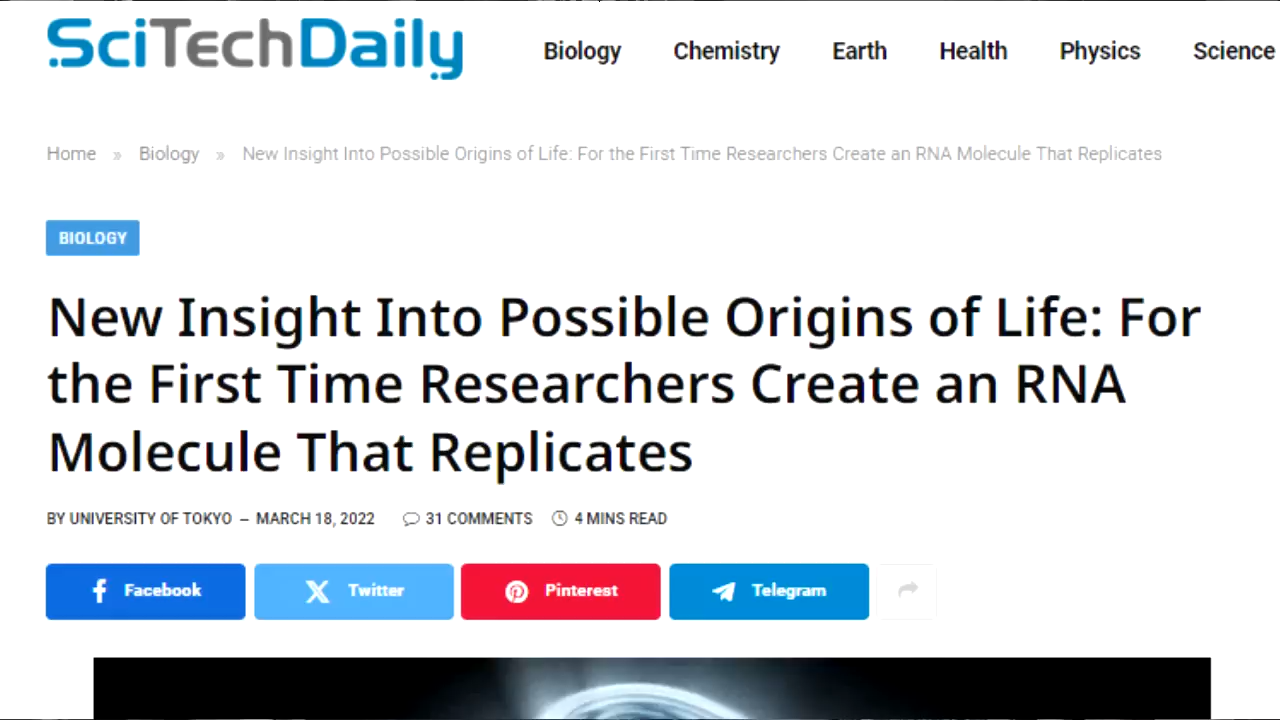 SciTechDaily
Biology Chemistry Earth Health Physics Science
Home » Biology » New Insight Into Possible Origins of Life: For the First Time Researchers Create an RNA Molecule That Replicates
BIOLOGY
New Insight Into Possible Origins of Life: For
the First Time Researchers Create an RNA
Molecule That Replicates
BY UNIVERSITY OF TOKYO – MARCH 18, 2022 31 COMMENTS 4 MINS READ
Facebook Twitter Pinterest Telegram